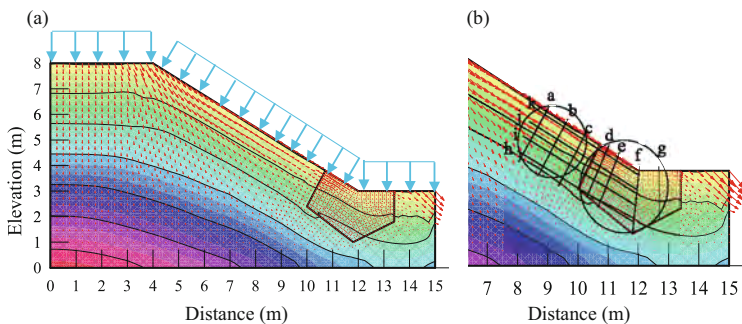 (a)
(b)
8
7
6
5
4
3
2
1
0
Elevation (m)
0 1 2 3 4 5 6 7 8 9 10 11 12 13 14 15
Distance (m)
k a
j b
i c
h d
e f g
7 8 9 10 11 12 13 14 15
Distance (m)